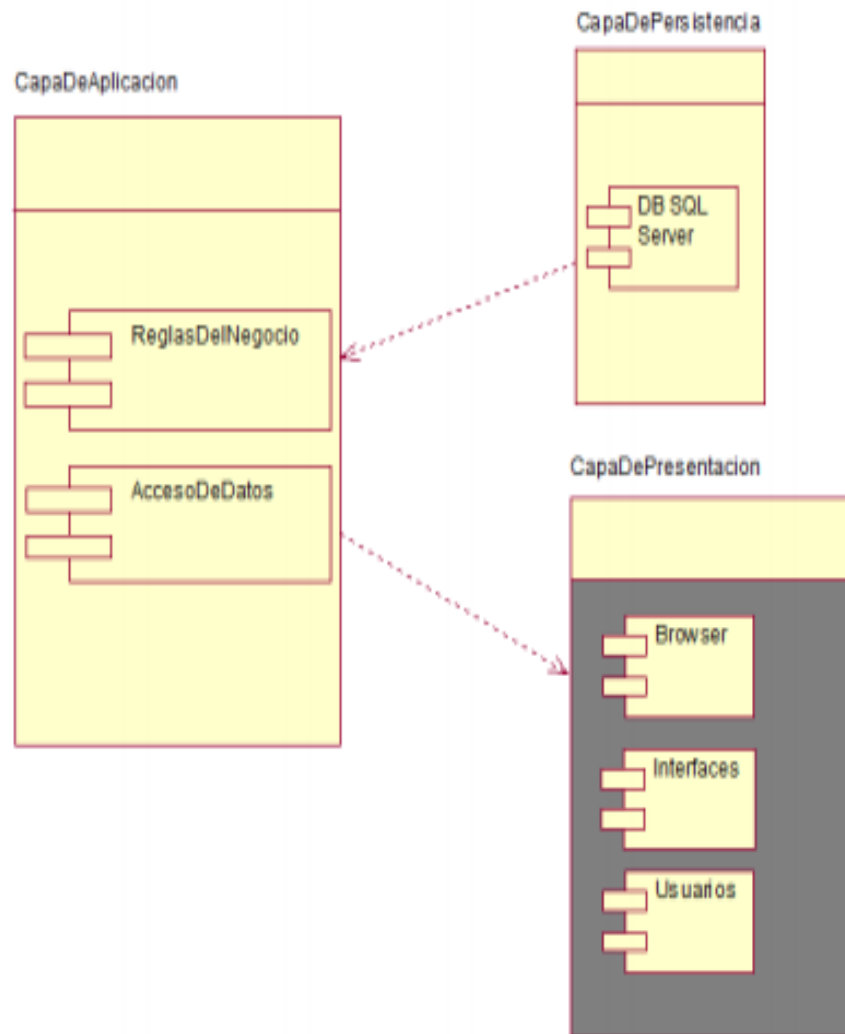 CapaDePersistencia
CapaDeAplicacion
DB SQL
Server
ReglasDelNegocio
AccesoDeDatos
CapaDePresentacion
Browser
Interfaces
Usuarios